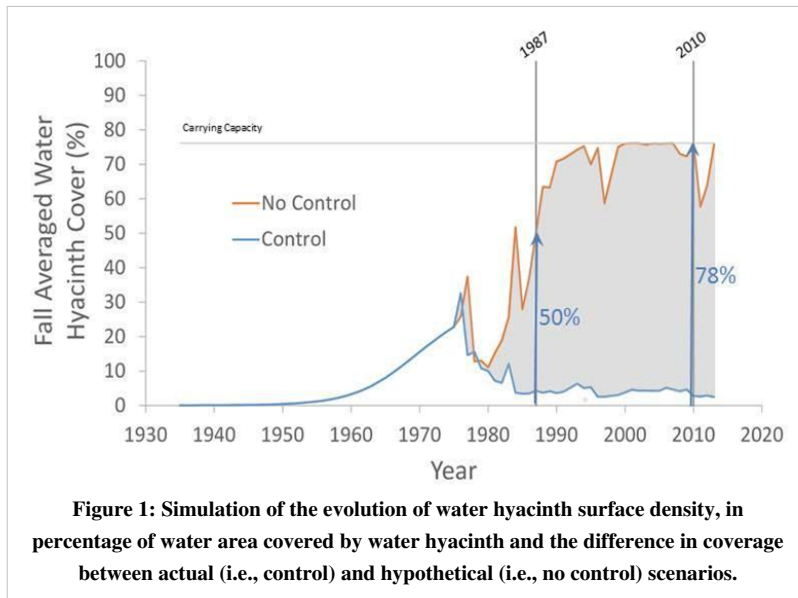 1987
2010
100
90
80
70
60
50
40
30
20
10
0
Carrying Capacity
Fall Averaged Water
Hyacinth Cover (%)
No Control
Control
50%
78%
1930 1940 1950 1960 1970 1980 1990 2000 2010 2020
Year
Figure 1: Simulation of the evolution of water hyacinth surface density, in
percentage of water area covered by water hyacinth and the difference in coverage
between actual (i.e., control) and hypothetical (i.e., no control) scenarios.